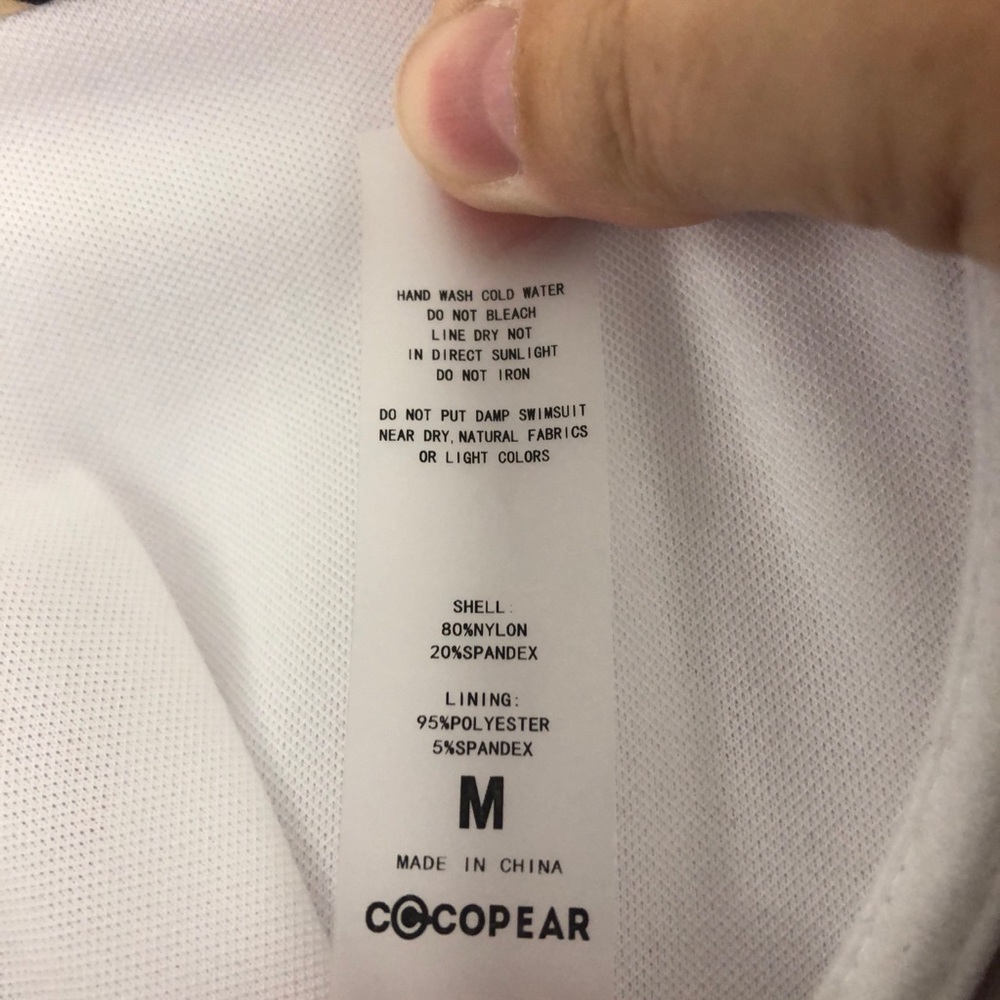 HAND WASH COLD WATER
DO NOT BLEACH
LINE DRY NOT
IN DIRECT SUNLIGHT
DO NOT IRON
DO NOT PUT DAMP SWIMSUIT
NEAR DRY, NATURAL FABRICS
OR LIGHT COLORS
SHELL:
80%NYLON
20%SPANDEX
LINING:
95%POLYESTER
5%SPANDEX
M
MADE IN CHINA
COCOPEAR